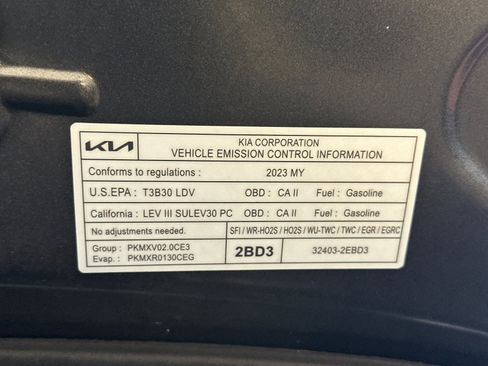 KIA
KIA CORPORATION
VEHICLE EMISSION CONTROL INFORMATION
Conforms to regulations : 2023 MY
U.S.EPA : T3B30 LDV OBD : CA II Fuel : Gasoline
California : LEV III SULEV30 PC OBD : CA II Fuel : Gasoline
No adjustments needed. SFI / WR-HO2S / HO2S / WU-TWC / TWC / EGR / EGRC
Group : PKMXV02.0CE3
Evap. : PKMXR0130CEG
2BD3
32403-2EBD3